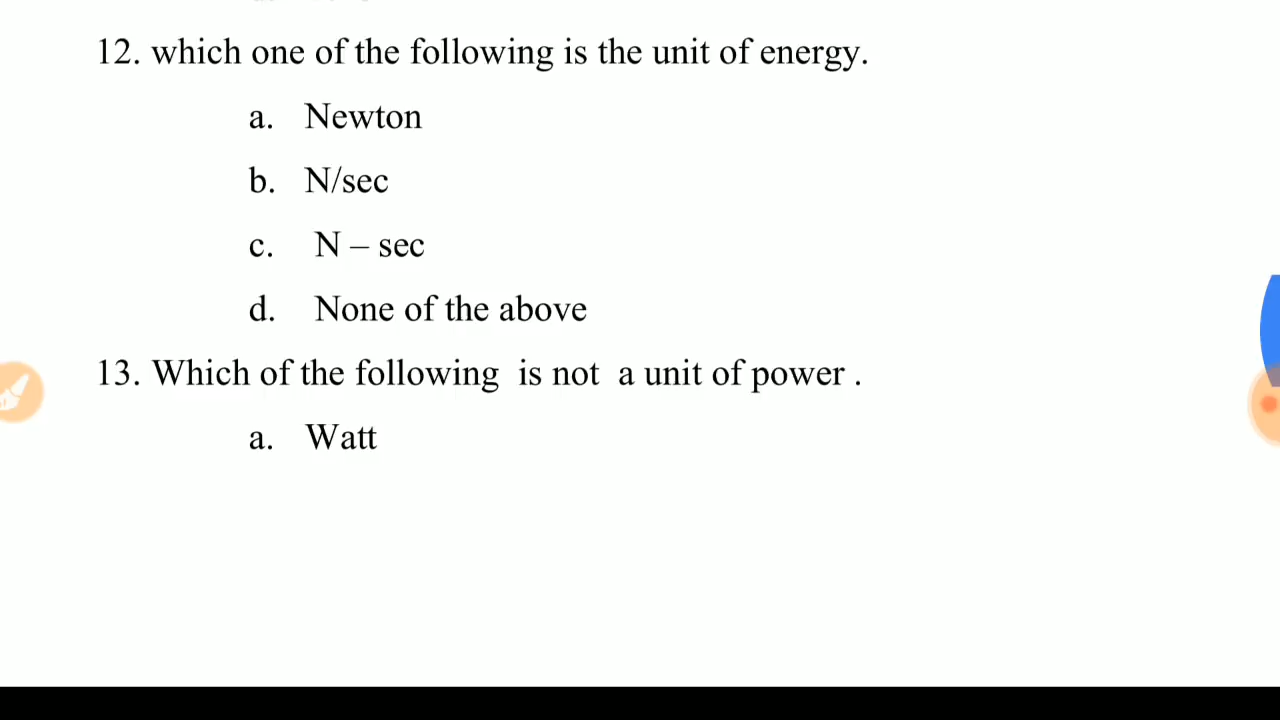 12. which one of the following is the unit of energy.
a. Newton
b. N/sec
c. N – sec
d. None of the above
13. Which of the following is not a unit of power .
a. Watt